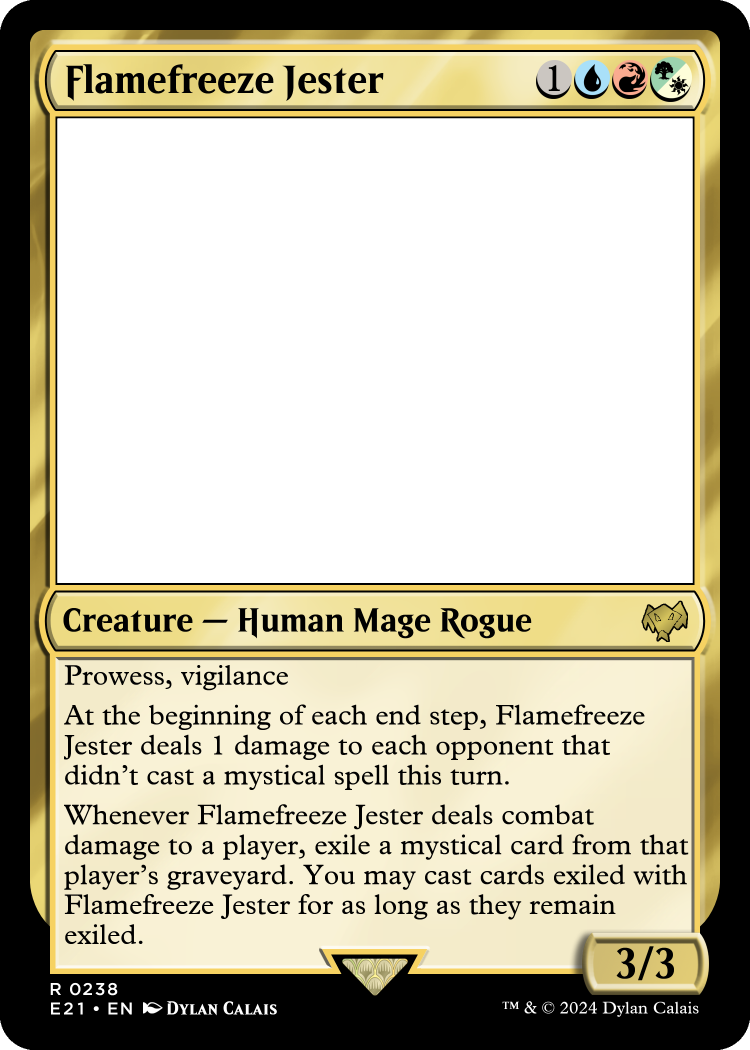 Flamefreeze Jester 1
Creature — Human Mage Rogue
Prowess, vigilance
At the beginning of each end step, Flamefreeze
Jester deals 1 damage to each opponent that
didn't cast a mystical spell this turn.
Whenever Flamefreeze Jester deals combat
damage to a player, exile a mystical card from that
player's graveyard. You may cast cards exiled with
Flamefreeze Jester for as long as they remain
exiled.
3/3
R 0238
E21 • EN Dylan Calais
™ & © 2024 Dylan Calais